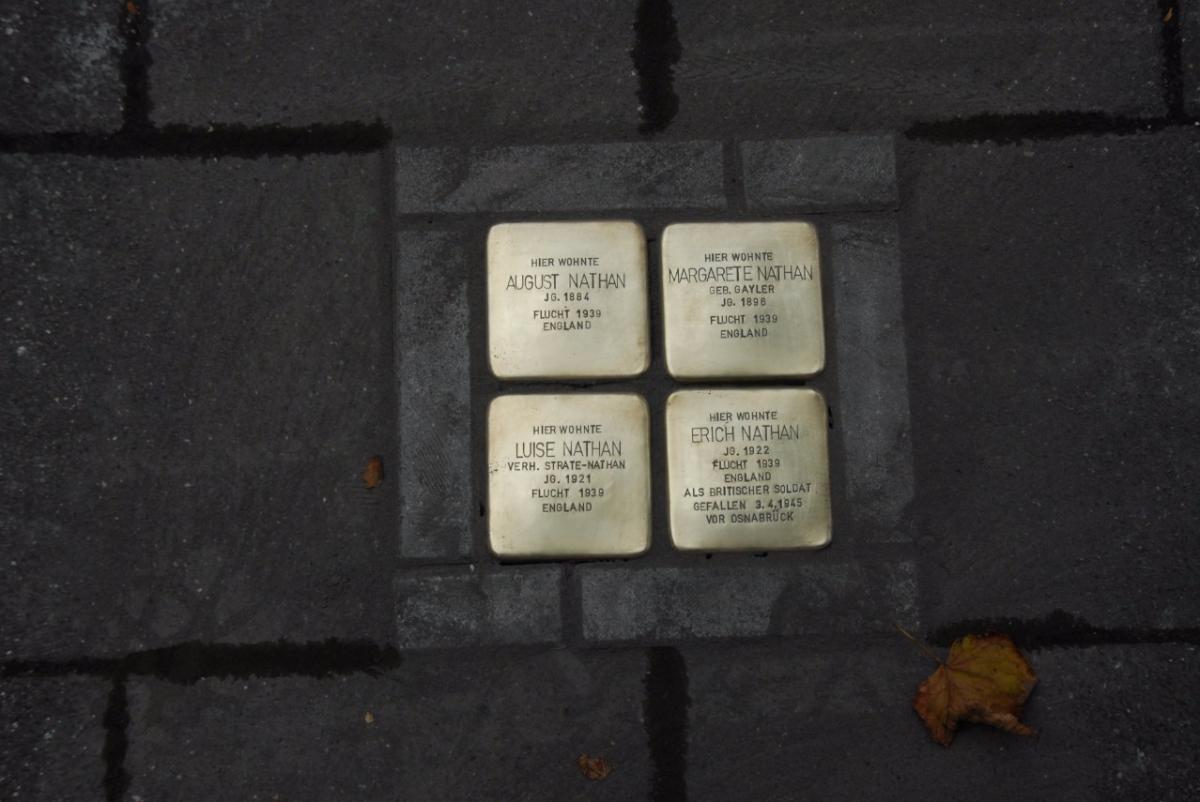 HIER WOHNTE
AUGUST NATHAN
JG. 1884
FLUCHT 1939
ENGLAND
HIER WOHNTE
MARGARETE NATHAN
GEB. GAYLER
JG. 1896
FLUCHT 1939
ENGLAND
HIER WOHNTE
LUISE NATHAN
VERH. STRATE-NATHAN
JG. 1921
FLUCHT 1939
ENGLAND
HIER WOHNTE
ERICH NATHAN
JG. 1922
FLUCHT 1939
ENGLAND
ALS BRITISCHER SOLDAT
GEFALLEN 3.4.1945
VOR OSNABRÜCK